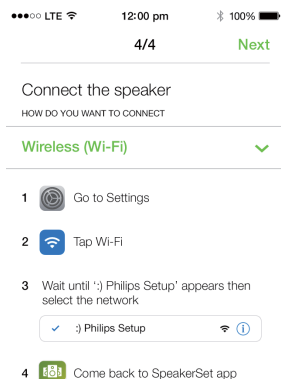 LTE 12:00 pm 100%
4/4 Next
Connect the speaker
HOW DO YOU WANT TO CONNECT
Wireless (Wi-Fi)
1 Go to Settings
2 Tap Wi-Fi
3 Wait until ':) Philips Setup' appears then
select the network
:) Philips Setup
4 Come back to SpeakerSet app